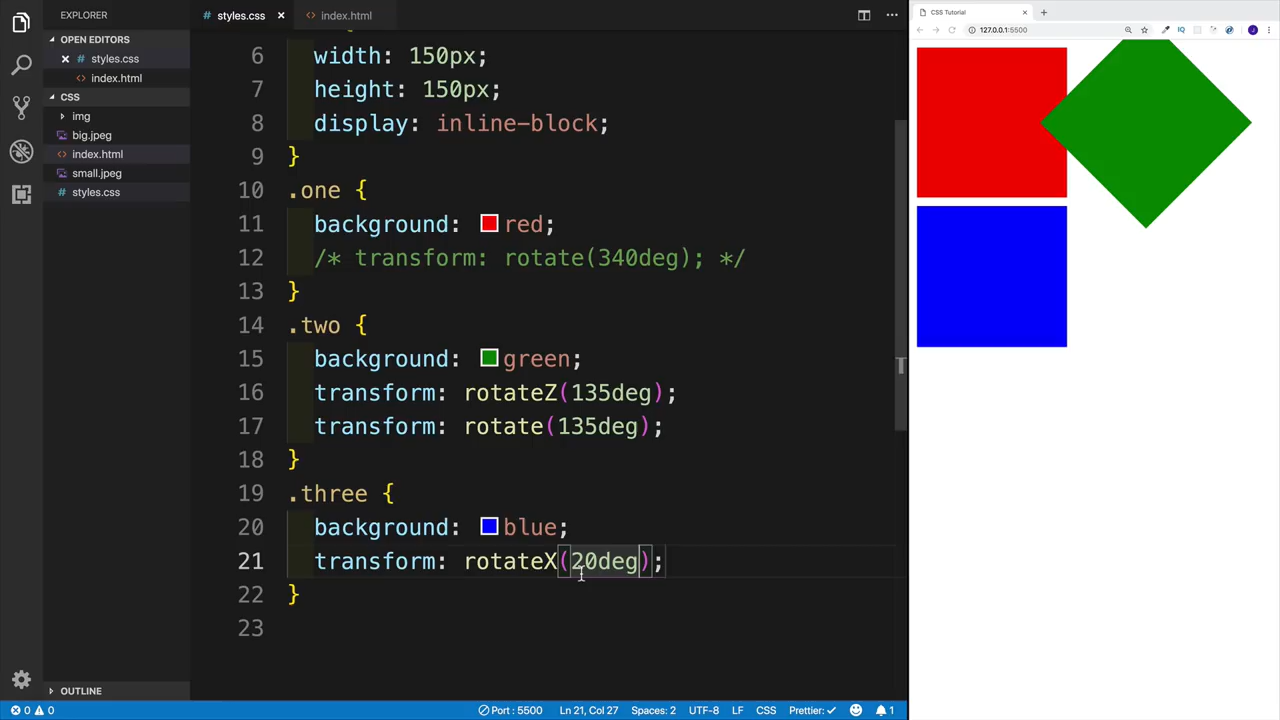 EXPLORER
OPEN EDITORS
× # styles.css
<> index.html
CSS
img
big.jpeg
<> index.html
small.jpeg
# styles.css
OUTLINE
# styles.css ×
<> index.html
6 width: 150px;
7 height: 150px;
8 display: inline-block;
9 }
10 .one {
11 background: red;
12 /* transform: rotate(340deg); */
13 }
14 .two {
15 background: green;
16 transform: rotateZ(135deg);
17 transform: rotate(135deg);
18 }
19 .three {
20 background: blue;
21 transform: rotateX(20deg);
22 }
23
0 0
Port : 5500 Ln 21, Col 27 Spaces: 2 UTF-8 LF CSS Prettier: ✓ 1
CSS Tutorial
127.0.0.1:5500
IQ
J